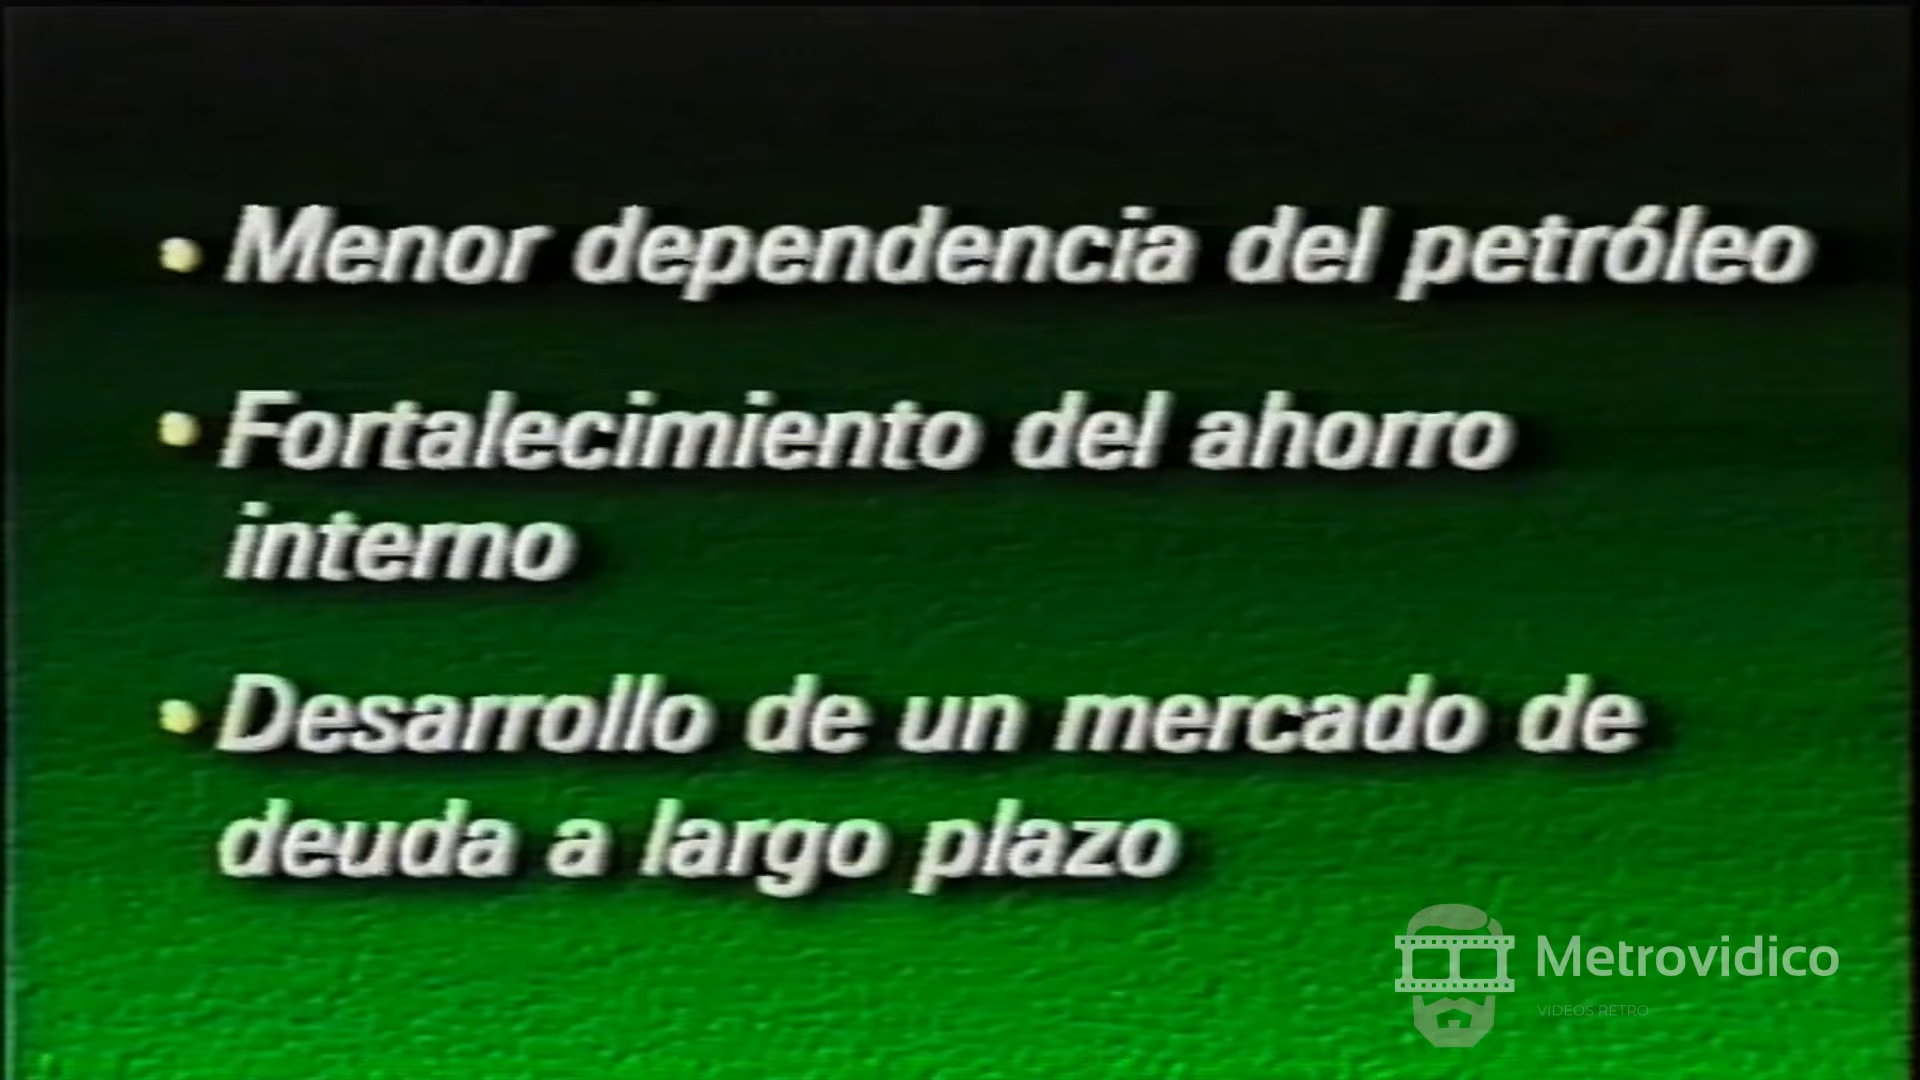 • Menor dependencia del petróleo
• Fortalecimiento del ahorro
interno
• Desarrollo de un mercado de
deuda a largo plazo
Metrovidico
VIDEOS RETRO